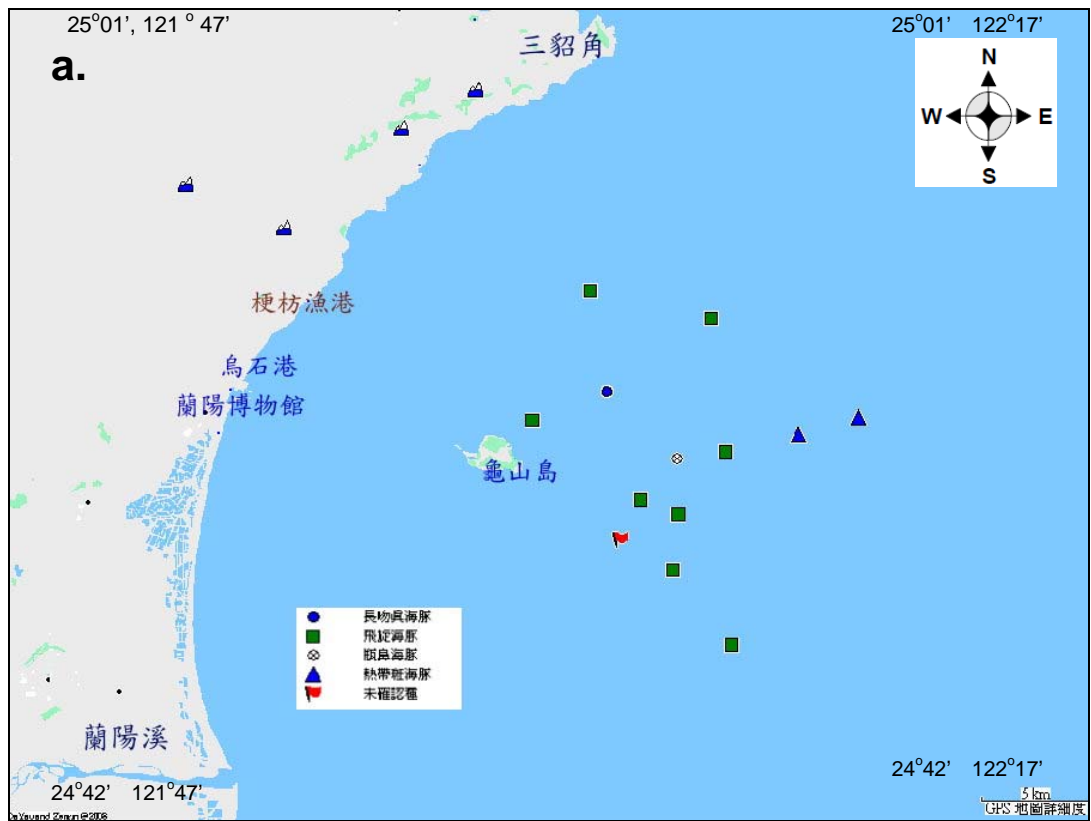 25°01', 121 ° 47'
25°01' 122°17'
a.
三貂角
N
W E
S
梗枋漁港
烏石港
蘭陽博物館
龜山島
長吻真海豚
飛旋海豚
瓶鼻海豚
熱帶斑海豚
未確認種
蘭陽溪
24°42' 122°17'
24°42' 121°47'
5 km
GPS 地圖詳細度